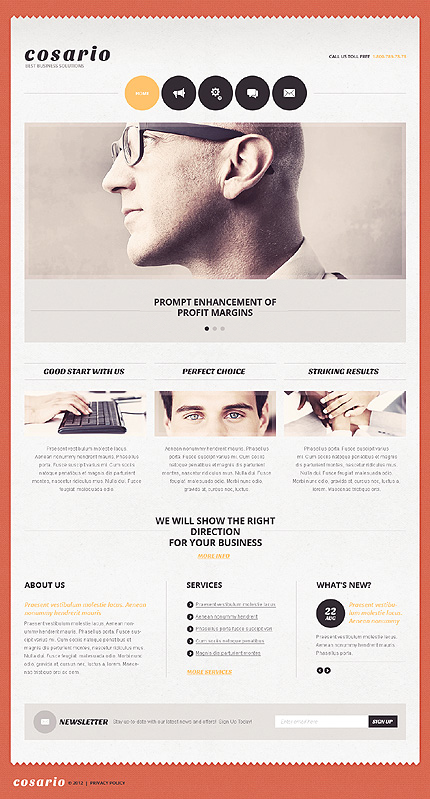 cosario
BEST BUSINESS SOLUTIONS
CALL US TOLL FREE
HOME
PROMPT ENHANCEMENT OF
PROFIT MARGINS
GOOD START WITH US
PERFECT CHOICE
STRIKING RESULTS
Praesent vestibulum molestie lacus.
Aenean nonummy hendrerit mauris. Phasellus
porta. Fusce suscipit varius mi. Cum sociis
natoque penatibus et magnis dis parturient
montes, nascetur ridiculus mus. Nulla dui. Fusce
feugiat malesuada odio.
Aenean nonummy hendrerit mauris. Phasellus
porta. Fusce suscipit varius mi. Cum sociis
natoque penatibus et magnis dis parturient
montes, nascetur ridiculus mus. Nulla dui. Fusce
feugiat malesuada odio. Morbi nunc odio,
gravida at, cursus nec, luctus.
Phasellus porta. Fusce suscipit varius
mi. Cum sociis natoque penatibus et magnis
dis parturient montes, nascetur ridiculus mus.
Nulla dui. Fusce feugiat malesuada odio.
Morbi nunc odio, gravida at, cursus nec, luctus a,
lorem. Maecenas tristique orci.
WE WILL SHOW THE RIGHT
DIRECTION
FOR YOUR BUSINESS
MORE INFO
ABOUT US
Praesent vestibulum molestie lacus. Aenean
nonummy hendrerit mauris
Praesent vestibulum molestie lacus. Aenean non-
ummy hendrerit mauris. Phasellus porta. Fusce sus-
cipit varius mi. Cum sociis natoque penatibus et
magnis dis parturient montes, nascetur ridiculus mus.
Nulla dui. Fusce feugiat malesuada odio. Morbi nunc
odio, gravida at, cursus nec, luctus a, lorem. Maece-
nas tristique orci ac sem.
SERVICES
Praesent vestibulum molestie lacus
Aenean nonummy hendrerit
Phasellus porta fusce suscipit varius mi
Cum sociis natoque penatibus
Magnis dis parturient montes
MORE SERVICES
WHAT'S NEW?
22
AUG
Praesent vestibul-
um molestie lacus.
Aenean nonummy
Praesent vestibulum molestie lacus.
Aenean nonummy hendrerit mauris.
Phasellus porta.
NEWSLETTER
Stay up to date with our latest news and offers! Sign Up Today!
Enter email here
SIGN UP
cosario © 2012 | PRIVACY POLICY